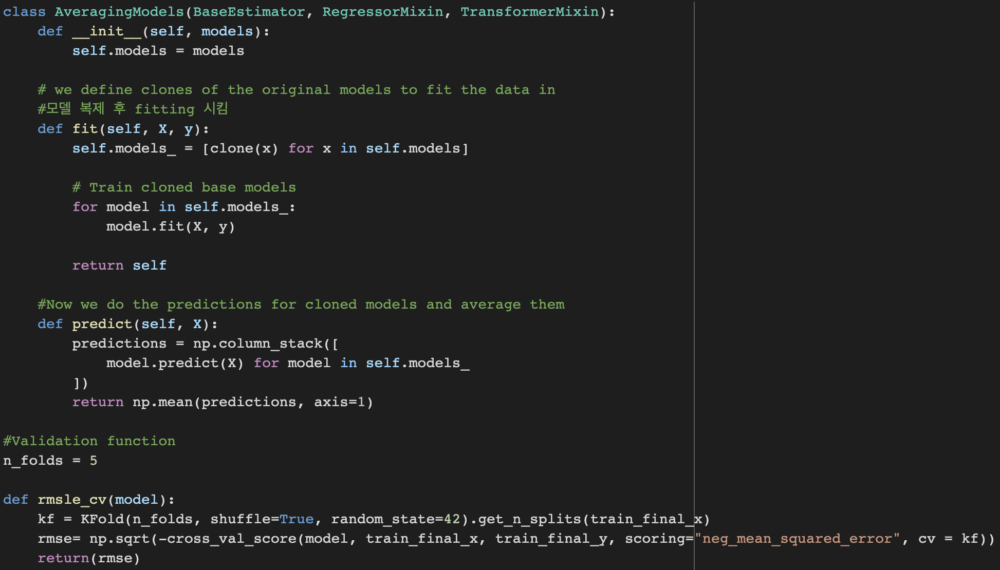 class AveragingModels(BaseEstimator, RegressorMixin, TransformerMixin):
    def __init__(self, models):
        self.models = models
    # we define clones of the original models to fit the data in
    #모델 복제 후 fitting 시킴
    def fit(self, X, y):
        self.models_ = [clone(x) for x in self.models]
        # Train cloned base models
        for model in self.models_:
            model.fit(X, y)
        return self
    #Now we do the predictions for cloned models and average them
    def predict(self, X):
        predictions = np.column_stack([
            model.predict(X) for model in self.models_
        ])
        return np.mean(predictions, axis=1)
#Validation function
n_folds = 5
def rmsle_cv(model):
    kf = KFold(n_folds, shuffle=True, random_state=42).get_n_splits(train_final_x)
    rmse= np.sqrt(-cross_val_score(model, train_final_x, train_final_y, scoring="neg_mean_squared_error", cv = kf))
    return(rmse)